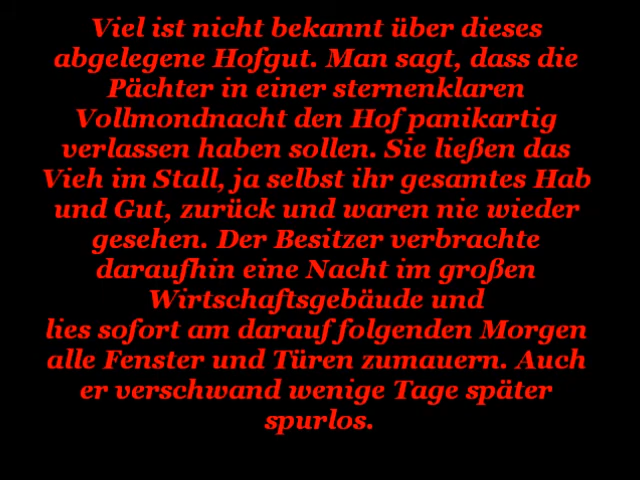 Viel ist nicht bekannt über dieses
abgelegene Hofgut. Man sagt, dass die
Pächter in einer sternenklaren
Vollmondnacht den Hof panikartig
verlassen haben sollen. Sie ließen das
Vieh im Stall, ja selbst ihr gesamtes Hab
und Gut, zurück und waren nie wieder
gesehen. Der Besitzer verbrachte
daraufhin eine Nacht im großen
Wirtschaftsgebäude und
lies sofort am darauf folgenden Morgen
alle Fenster und Türen zumauern. Auch
er verschwand wenige Tage später
spurlos.